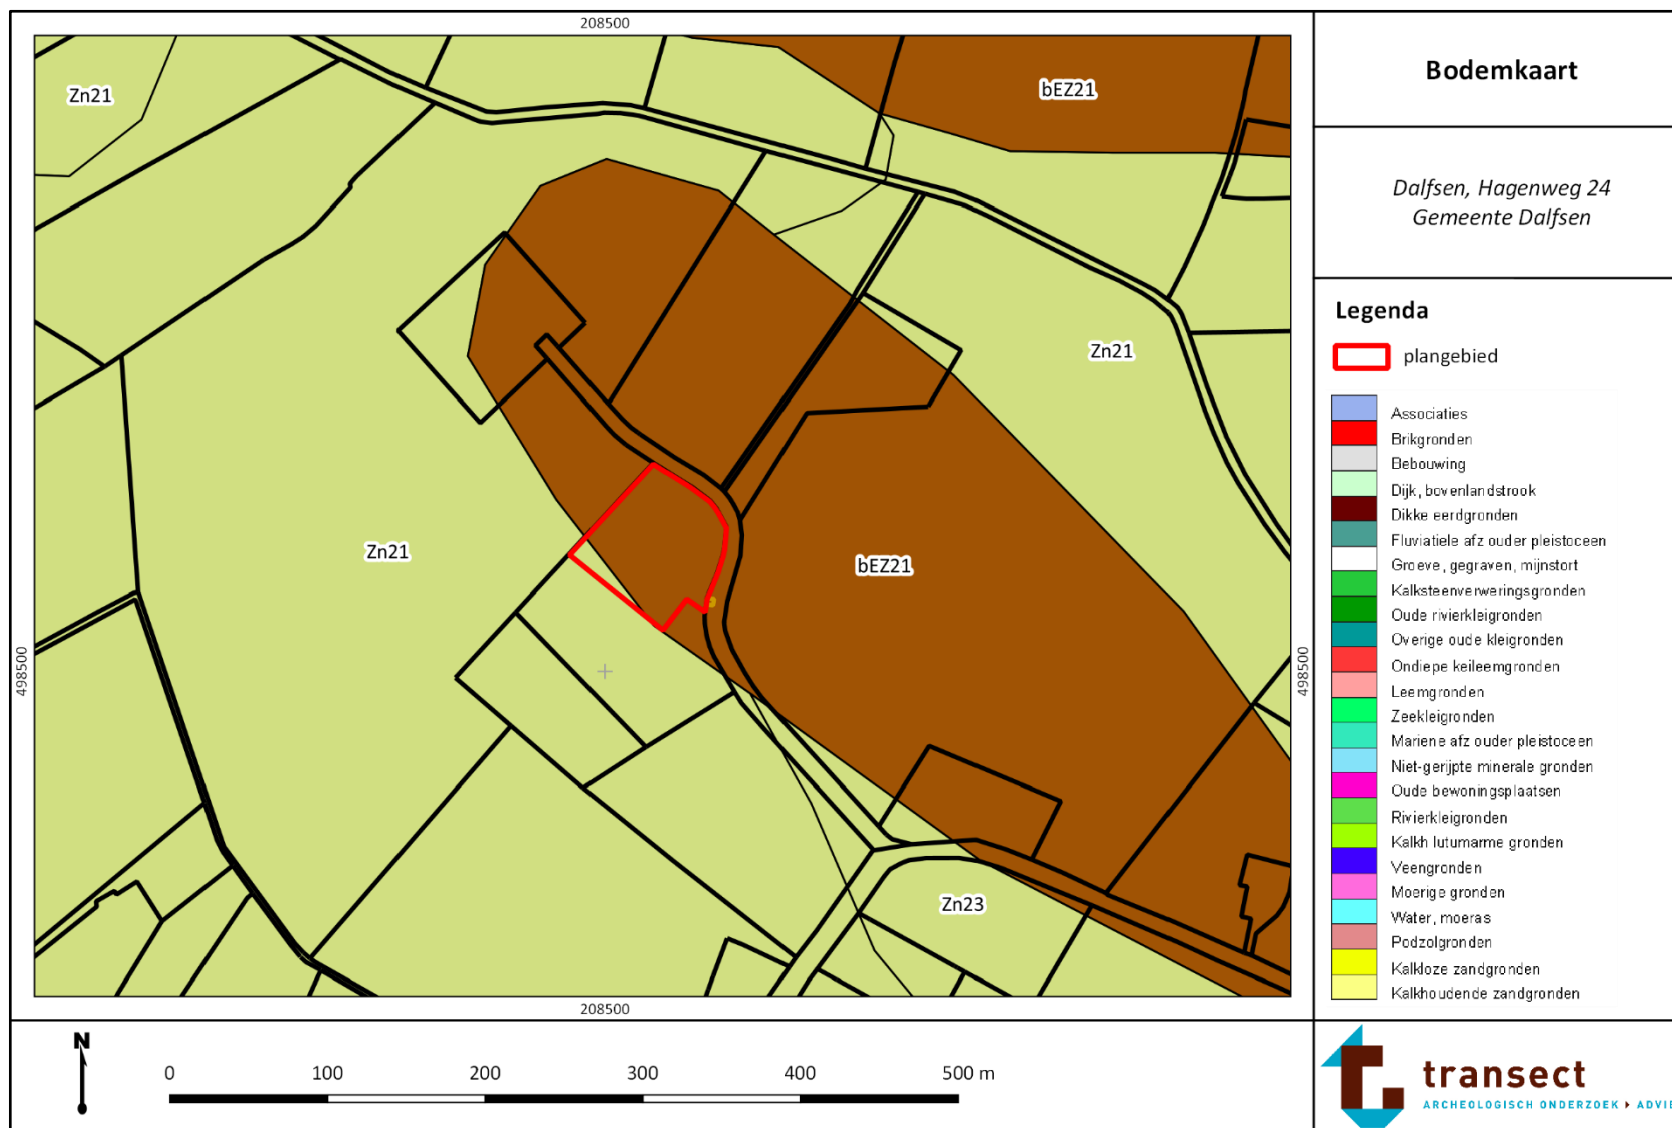 208500
Zn21
bEZ21
Zn21
Zn21
bEZ21
Zn23
498500
498500
208500
N
0 100 200 300 400 500 m
Bodemkaart
Dalfsen, Hagenweg 24
Gemeente Dalfsen
Legenda
plangebied
Associaties
Brikgronden
Bebouwing
Dijk, bovenlandstrook
Dikke eerdgronden
Fluviatiele afz ouder pleistoceen
Groeve, gegraven, mijnstort
Kalksteenverweringsgronden
Oude rivierkleigronden
Overige oude kleigronden
Ondiepe keileemgronden
Leemgronden
Zeekleigronden
Mariene afz ouder pleistoceen
Niet-gerijpte minerale gronden
Oude bewoningsplaatsen
Rivierkleigronden
Kalkh lutumarme gronden
Veengronden
Moerige gronden
Water, moeras
Podzolgronden
Kalkloze zandgronden
Kalkhoudende zandgronden
transect
ARCHEOLOGISCH ONDERZOEK ▸ ADVIE